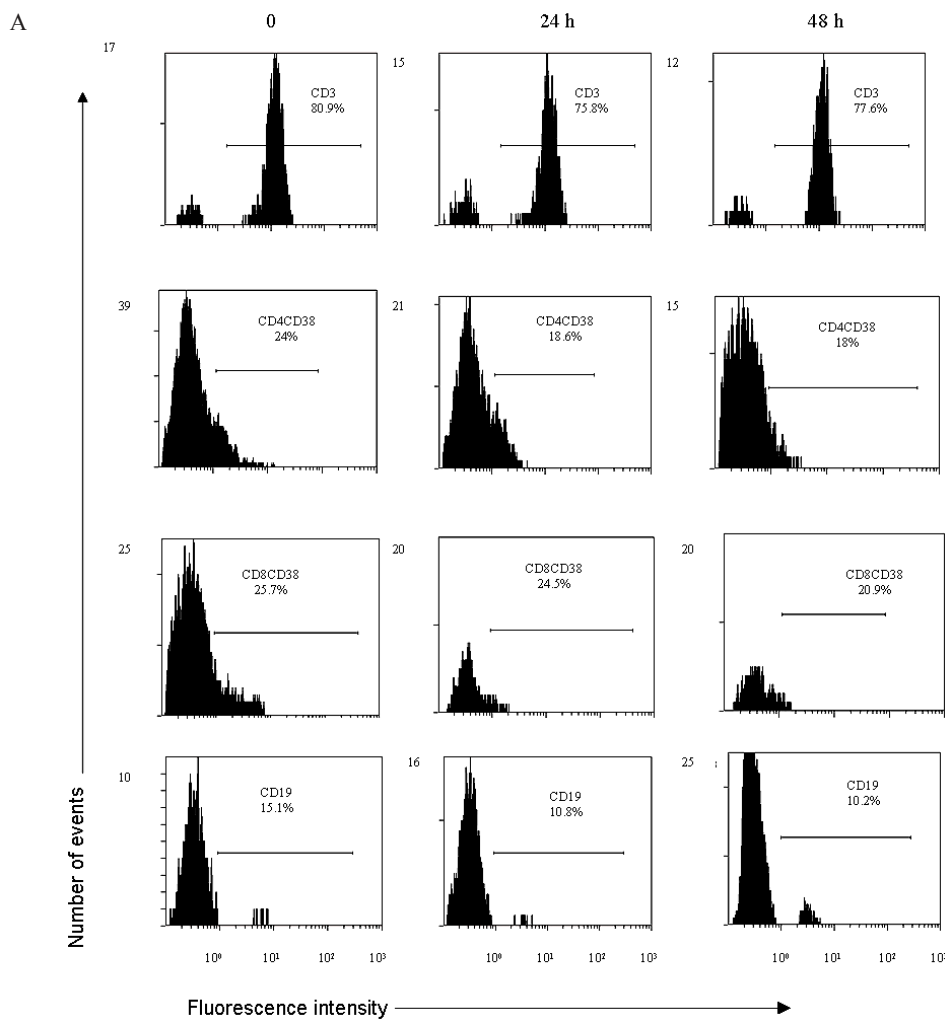 A
0 24 h 48 h
17 15 12
CD3 CD3 CD3
80.9% 75.8% 77.6%
39 21 15
CD4CD38 CD4CD38 CD4CD38
24% 18.6% 18%
25 20 20
CD8CD38 CD8CD38 CD8CD38
25.7% 24.5% 20.9%
10 16 25
CD19 CD19 CD19
15.1% 10.8% 10.2%
Number of events
10⁰ 10¹ 10² 10³ 10⁰ 10¹ 10² 10³ 10⁰ 10¹ 10² 10³
Fluorescence intensity